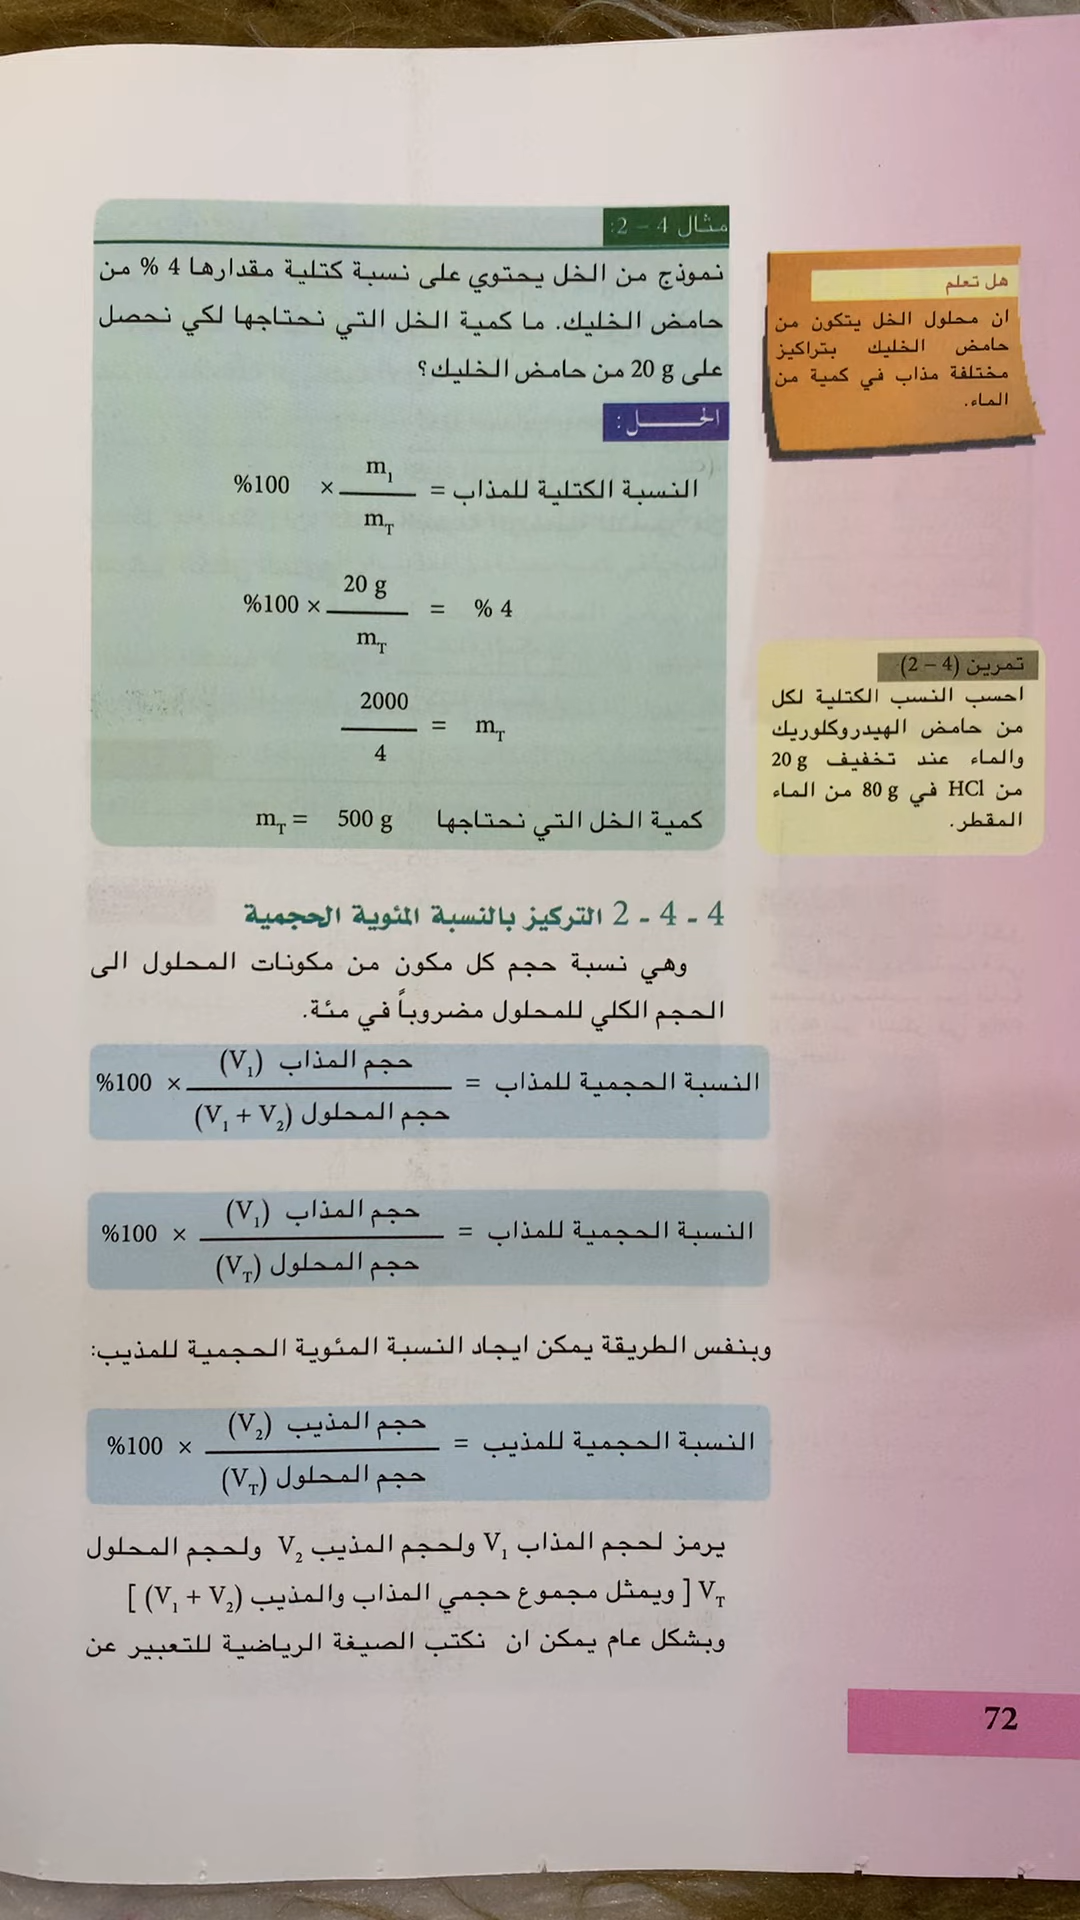 مثال 4 – 2:
نموذج من الخل يحتوي على نسبة كتلية مقدارها 4 % من
حامض الخليك. ما كمية الخل التي نحتاجها لكي نحصل
على 20 g من حامض الخليك؟
الحـــل :
النسبة الكتلية للمذاب = m₁ / m_T × 100%
4 % = 20 g / m_T × 100%
m_T = 2000 / 4
كمية الخل التي نحتاجها m_T = 500 g
هل تعلم
ان محلول الخل يتكون من
حامض الخليك بتراكيز
مختلفة مذاب في كمية من
الماء.
تمرين (4 – 2)
احسب النسب الكتلية لكل
من حامض الهيدروكلوريك
والماء عند تخفيف 20 g
من HCl في 80 g من الماء
المقطر.
4 - 4 - 2 التركيز بالنسبة المئوية الحجمية
وهي نسبة حجم كل مكون من مكونات المحلول الى
الحجم الكلي للمحلول مضروباً في مئة.
النسبة الحجمية للمذاب = حجم المذاب (V₁) / حجم المحلول (V₁ + V₂) × 100%
النسبة الحجمية للمذاب = حجم المذاب (V₁) / حجم المحلول (V_T) × 100%
وبنفس الطريقة يمكن ايجاد النسبة المئوية الحجمية للمذيب:
النسبة الحجمية للمذيب = حجم المذيب (V₂) / حجم المحلول (V_T) × 100%
يرمز لحجم المذاب V₁ ولحجم المذيب V₂ ولحجم المحلول
V_T [ ويمثل مجموع حجمي المذاب والمذيب (V₁ + V₂) ]
وبشكل عام يمكن ان نكتب الصيغة الرياضية للتعبير عن
72